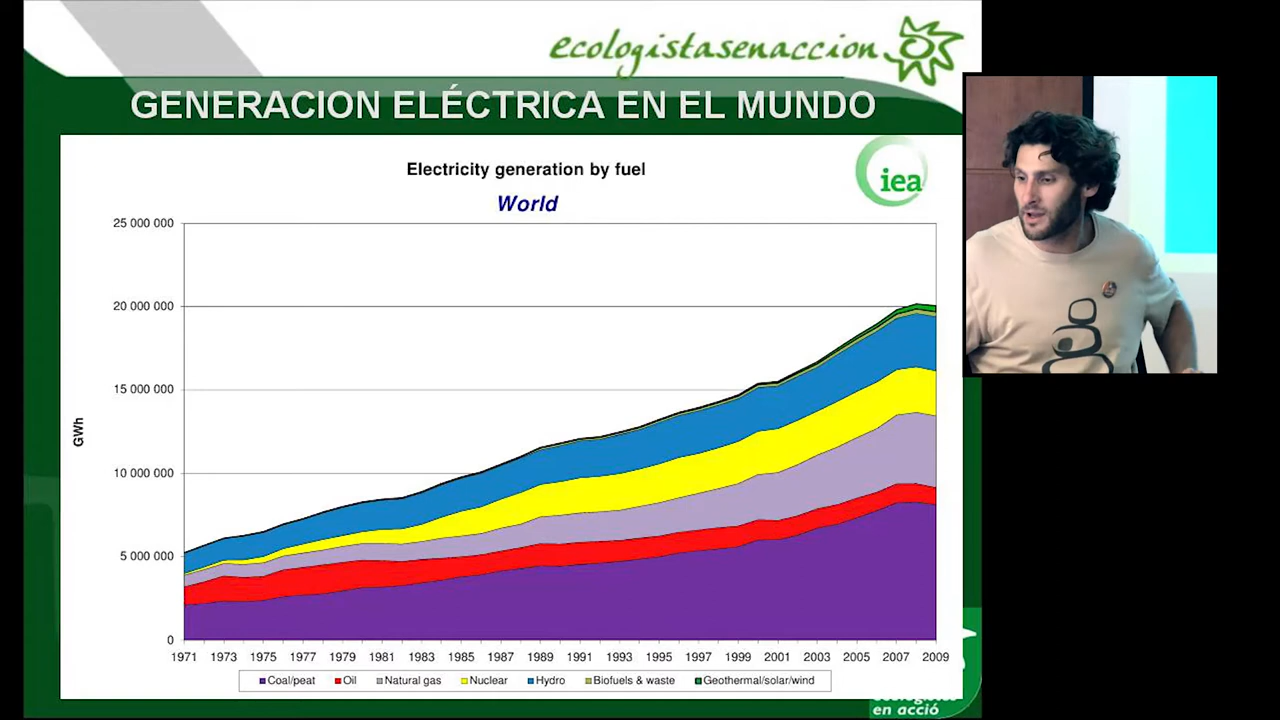 ecologistasenaccion
GENERACION ELÉCTRICA EN EL MUNDO
Electricity generation by fuel
iea
World
25 000 000
20 000 000
15 000 000
10 000 000
5 000 000
0
GWh
1971 1973 1975 1977 1979 1981 1983 1985 1987 1989 1991 1993 1995 1997 1999 2001 2003 2005 2007 2009
Coal/peat Oil Natural gas Nuclear Hydro Biofuels & waste Geothermal/solar/wind
en acció